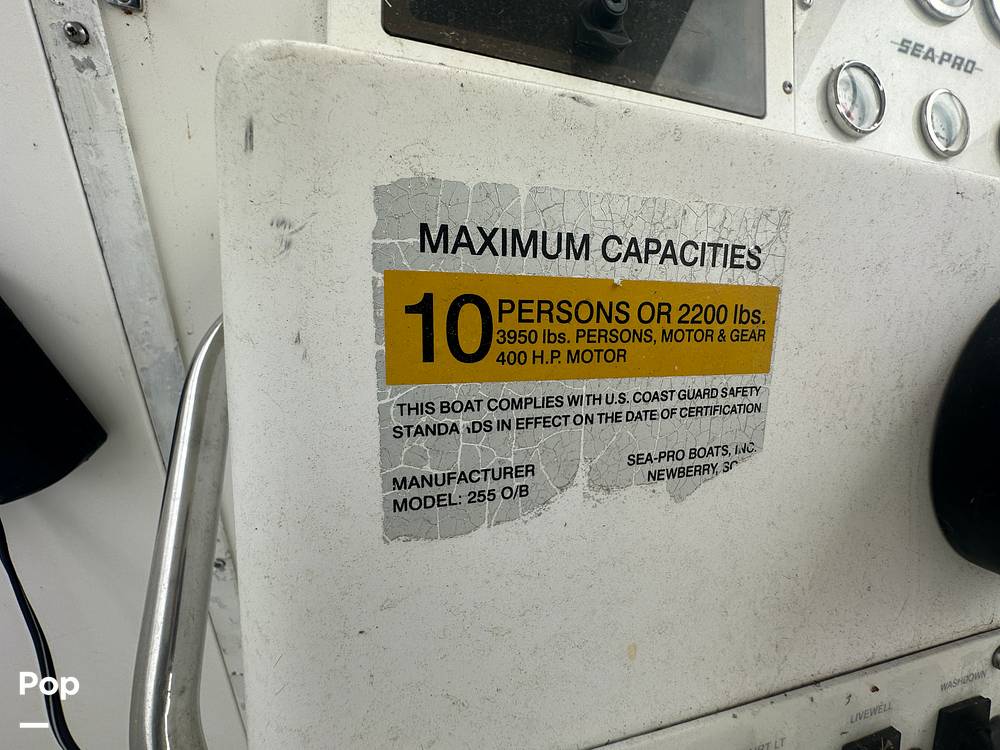 SEA-PRO
MAXIMUM CAPACITIES
10 PERSONS OR 2200 lbs.
3950 lbs. PERSONS, MOTOR & GEAR
400 H.P. MOTOR
THIS BOAT COMPLIES WITH U.S. COAST GUARD SAFETY
STANDA DS IN EFFECT ON THE DATE OF CERTIFICATION
MANUFACTURER
MODEL: 255 O/B
SEA-PRO BOATS, INC.
NEWBERRY, SC
WASHDOWN
LIVEWELL
LT
Pop